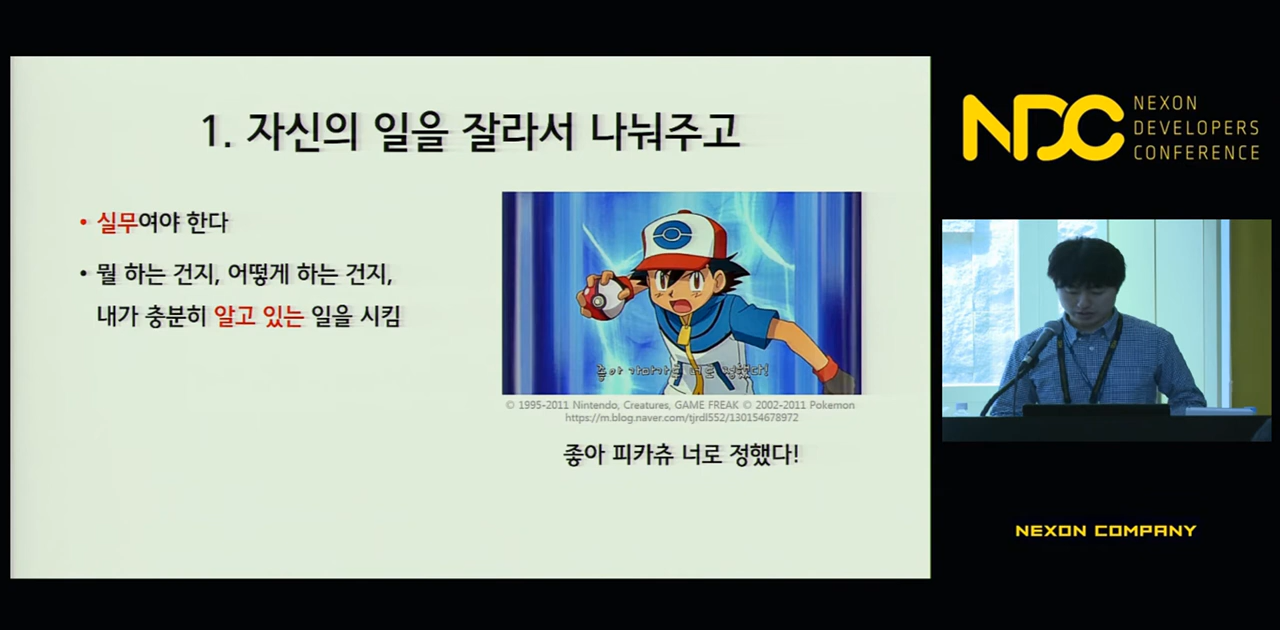 1. 자신의 일을 잘라서 나눠주고
• 실무여야 한다
• 뭘 하는 건지, 어떻게 하는 건지,
내가 충분히 알고 있는 일을 시킴
© 1995-2011 Nintendo, Creatures, GAME FREAK © 2002-2011 Pokemon
https://m.blog.naver.com/tjrdl552/130154678972
좋아 피카츄 너로 정했다!
NDC
NEXON
DEVELOPERS
CONFERENCE
NEXON COMPANY